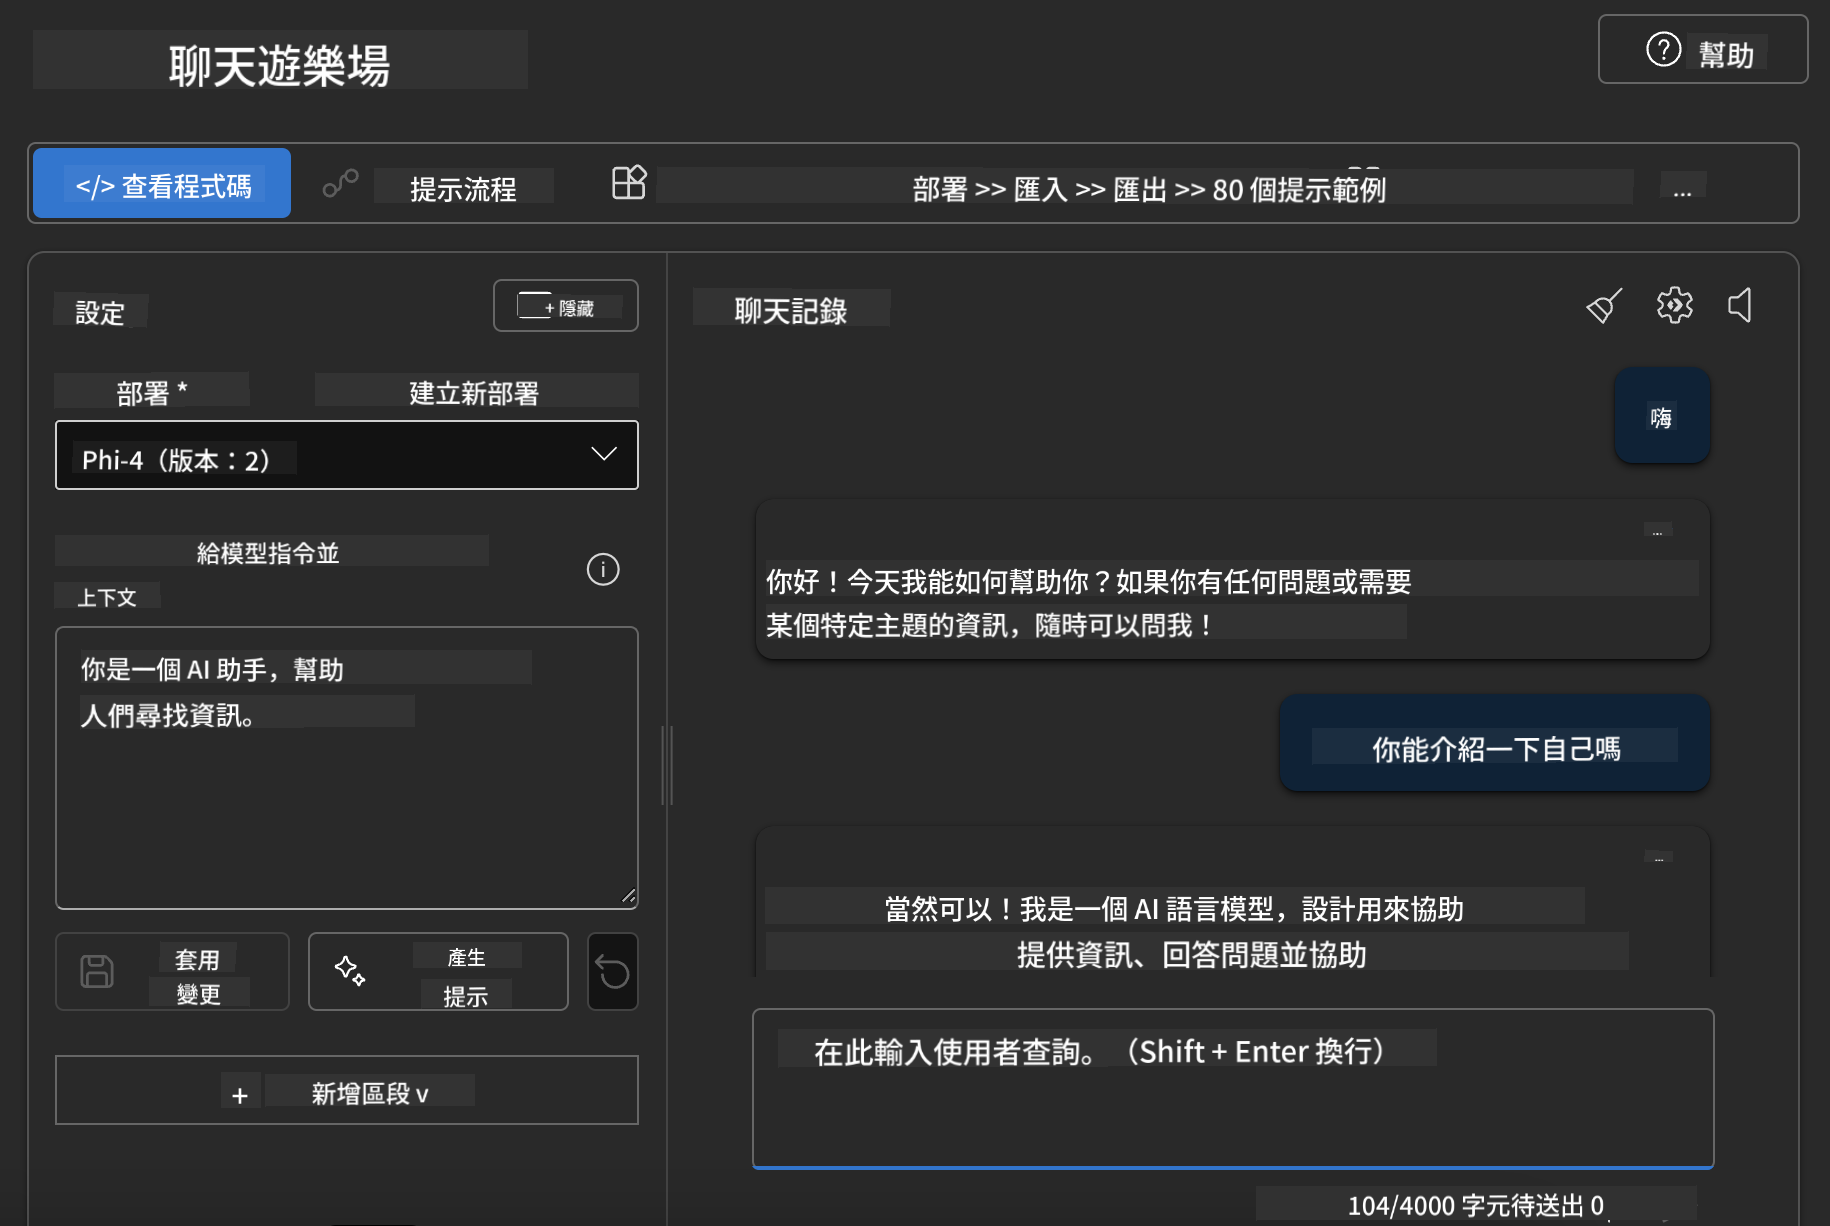 聊天遊樂場
幫助
</> 查看程式碼
提示流程
部署 >> 匯入 >> 匯出 >> 80 個提示範例
...
設定
+ 隱藏
部署 *
建立新部署
Phi-4（版本：2）
給模型指令並
上下文
你是一個 AI 助手，幫助
人們尋找資訊。
套用
變更
產生
提示
+ 新增區段 v
聊天記錄
嗨
...
你好！今天我能如何幫助你？如果你有任何問題或需要
某個特定主題的資訊，隨時可以問我！
你能介紹一下自己嗎
...
當然可以！我是一個 AI 語言模型，設計用來協助
提供資訊、回答問題並協助
在此輸入使用者查詢。（Shift + Enter 換行）
104/4000 字元待送出 0